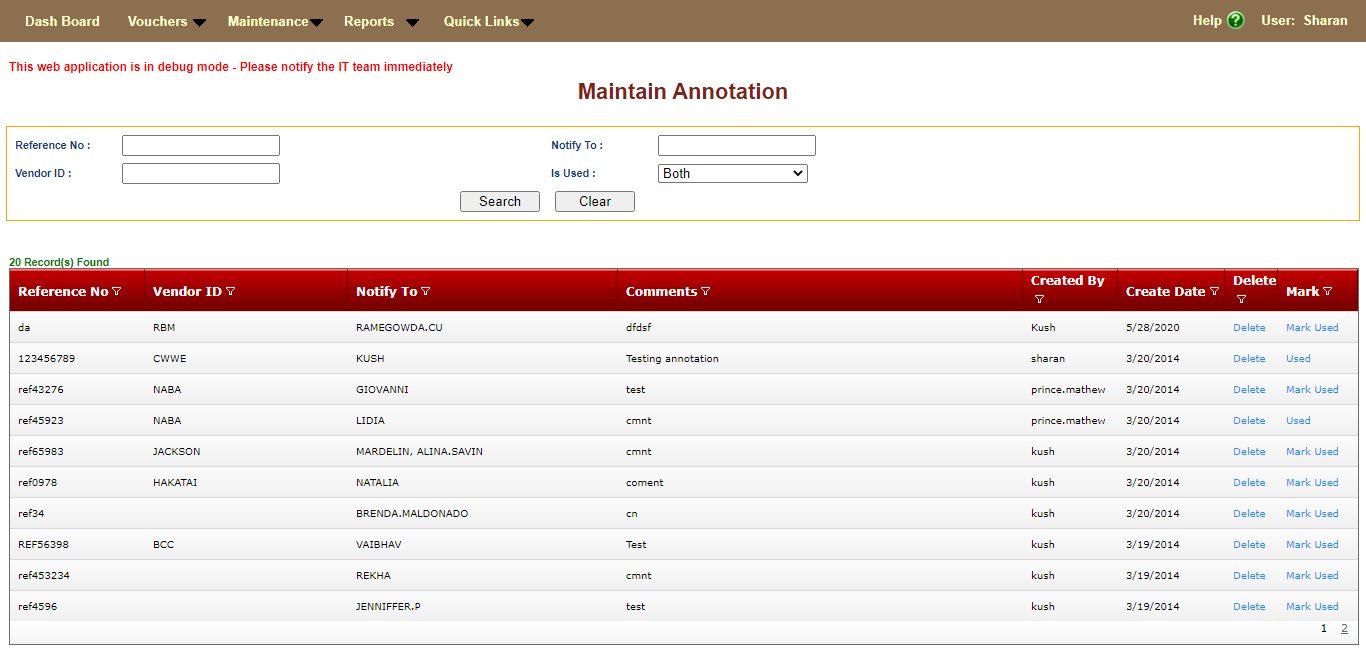 Dash Board Vouchers Maintenance Reports Quick Links Help ? User: Sharan
This web application is in debug mode - Please notify the IT team immediately
Maintain Annotation
Reference No : Notify To :
Vendor ID : Is Used : Both
Search Clear
20 Record(s) Found
Reference No Vendor ID Notify To Comments Created By Create Date Delete Mark
da RBM RAMEGOWDA.CU dfdsf Kush 5/28/2020 Delete Mark Used
123456789 CWWE KUSH Testing annotation sharan 3/20/2014 Delete Used
ref43276 NABA GIOVANNI test prince.mathew 3/20/2014 Delete Mark Used
ref45923 NABA LIDIA cmnt prince.mathew 3/20/2014 Delete Used
ref65983 JACKSON MARDELIN, ALINA.SAVIN cmnt kush 3/20/2014 Delete Mark Used
ref0978 HAKATAI NATALIA coment kush 3/20/2014 Delete Mark Used
ref34 BRENDA.MALDONADO cn kush 3/20/2014 Delete Mark Used
REF56398 BCC VAIBHAV Test kush 3/19/2014 Delete Mark Used
ref453234 REKHA cmnt kush 3/19/2014 Delete Mark Used
ref4596 JENNIFFER.P test kush 3/19/2014 Delete Mark Used
1 2